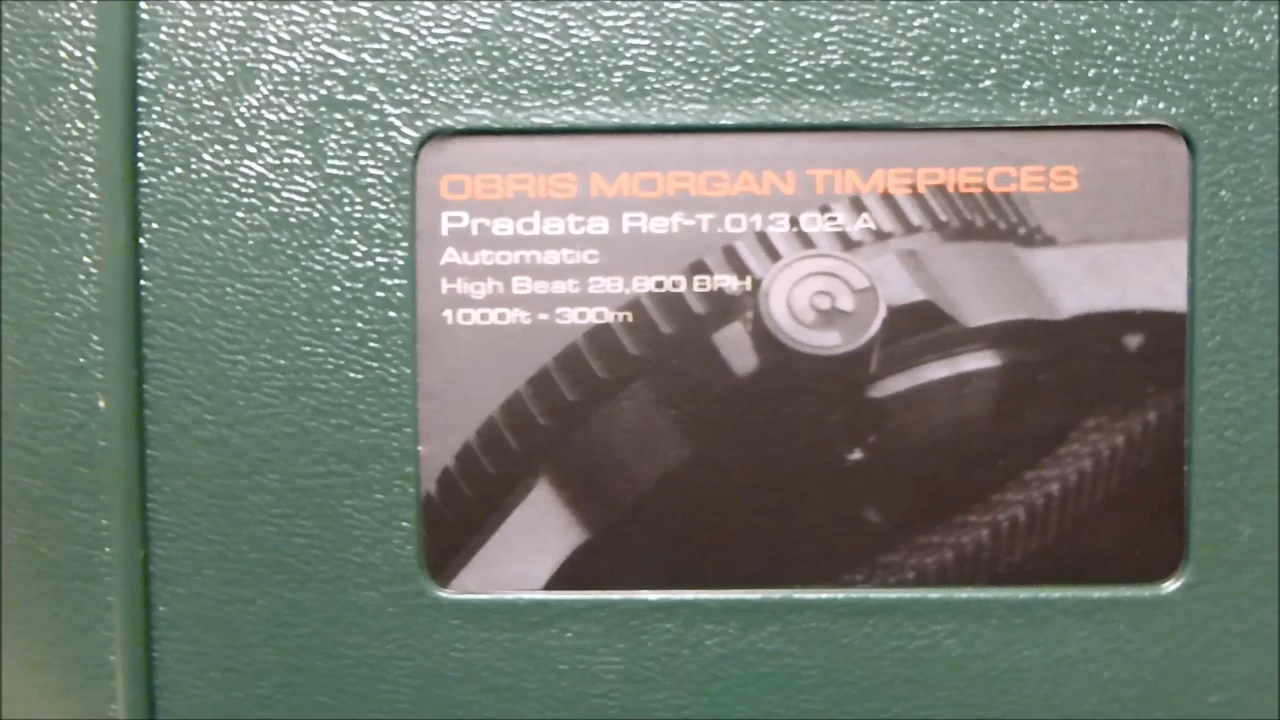 OBRIS MORGAN TIMEPIECES
Pradata Ref-T.013.02.A
Automatic
High Beat 28,800 BPH
1000ft - 300m